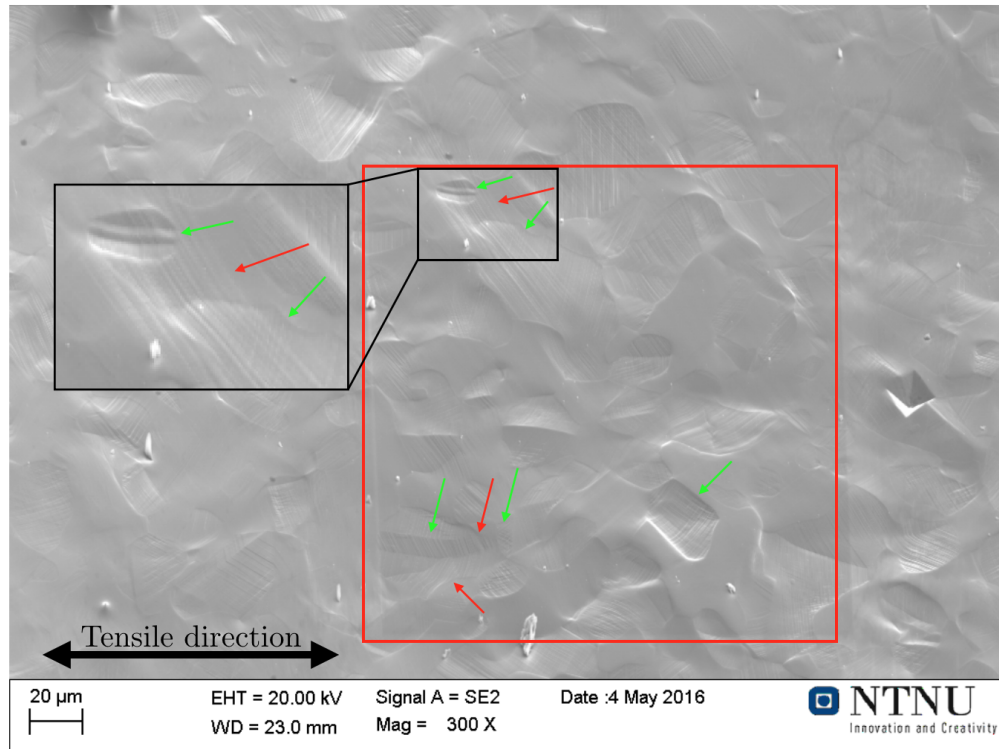 Tensile direction
20 µm
EHT = 20.00 kV
Signal A = SE2
Date :4 May 2016
WD = 23.0 mm
Mag = 300 X
NTNU
Innovation and Creativity